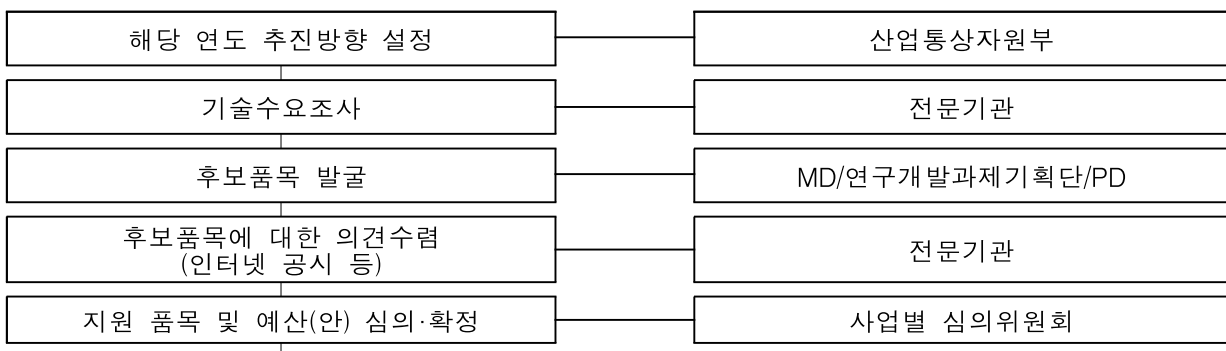 해당 연도 추진방향 설정
산업통상자원부
기술수요조사
전문기관
후보품목 발굴
MD/연구개발과제기획단/PD
후보품목에 대한 의견수렴
(인터넷 공시 등)
전문기관
지원 품목 및 예산(안) 심의·확정
사업별 심의위원회